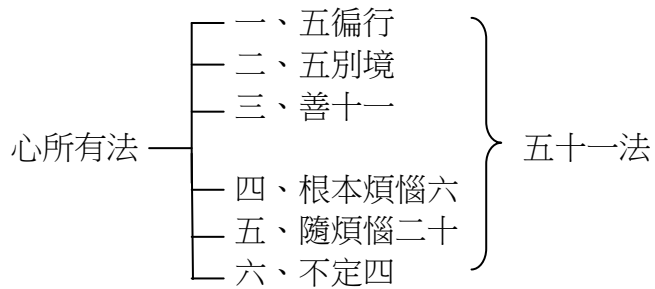 一、五徧行
二、五別境
三、善十一
心所有法
五十一法
四、根本煩惱六
五、隨煩惱二十
六、不定四